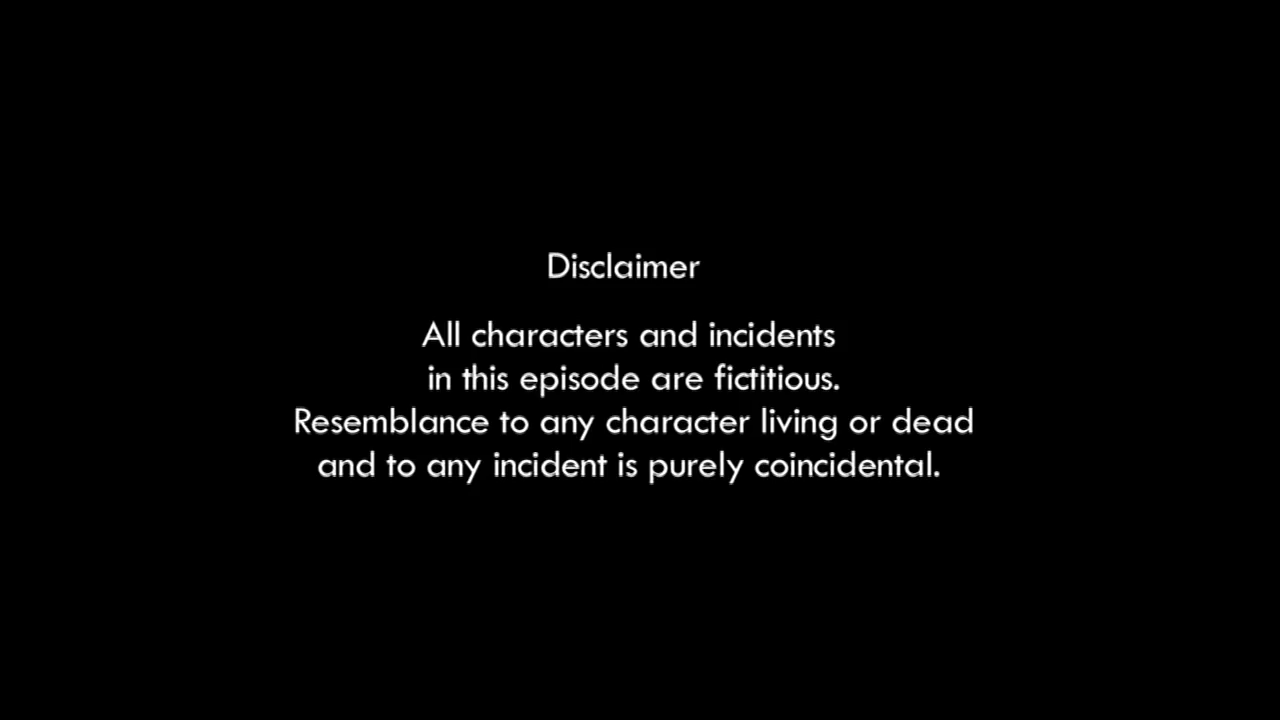 Disclaimer
All characters and incidents
in this episode are fictitious.
Resemblance to any character living or dead
and to any incident is purely coincidental.